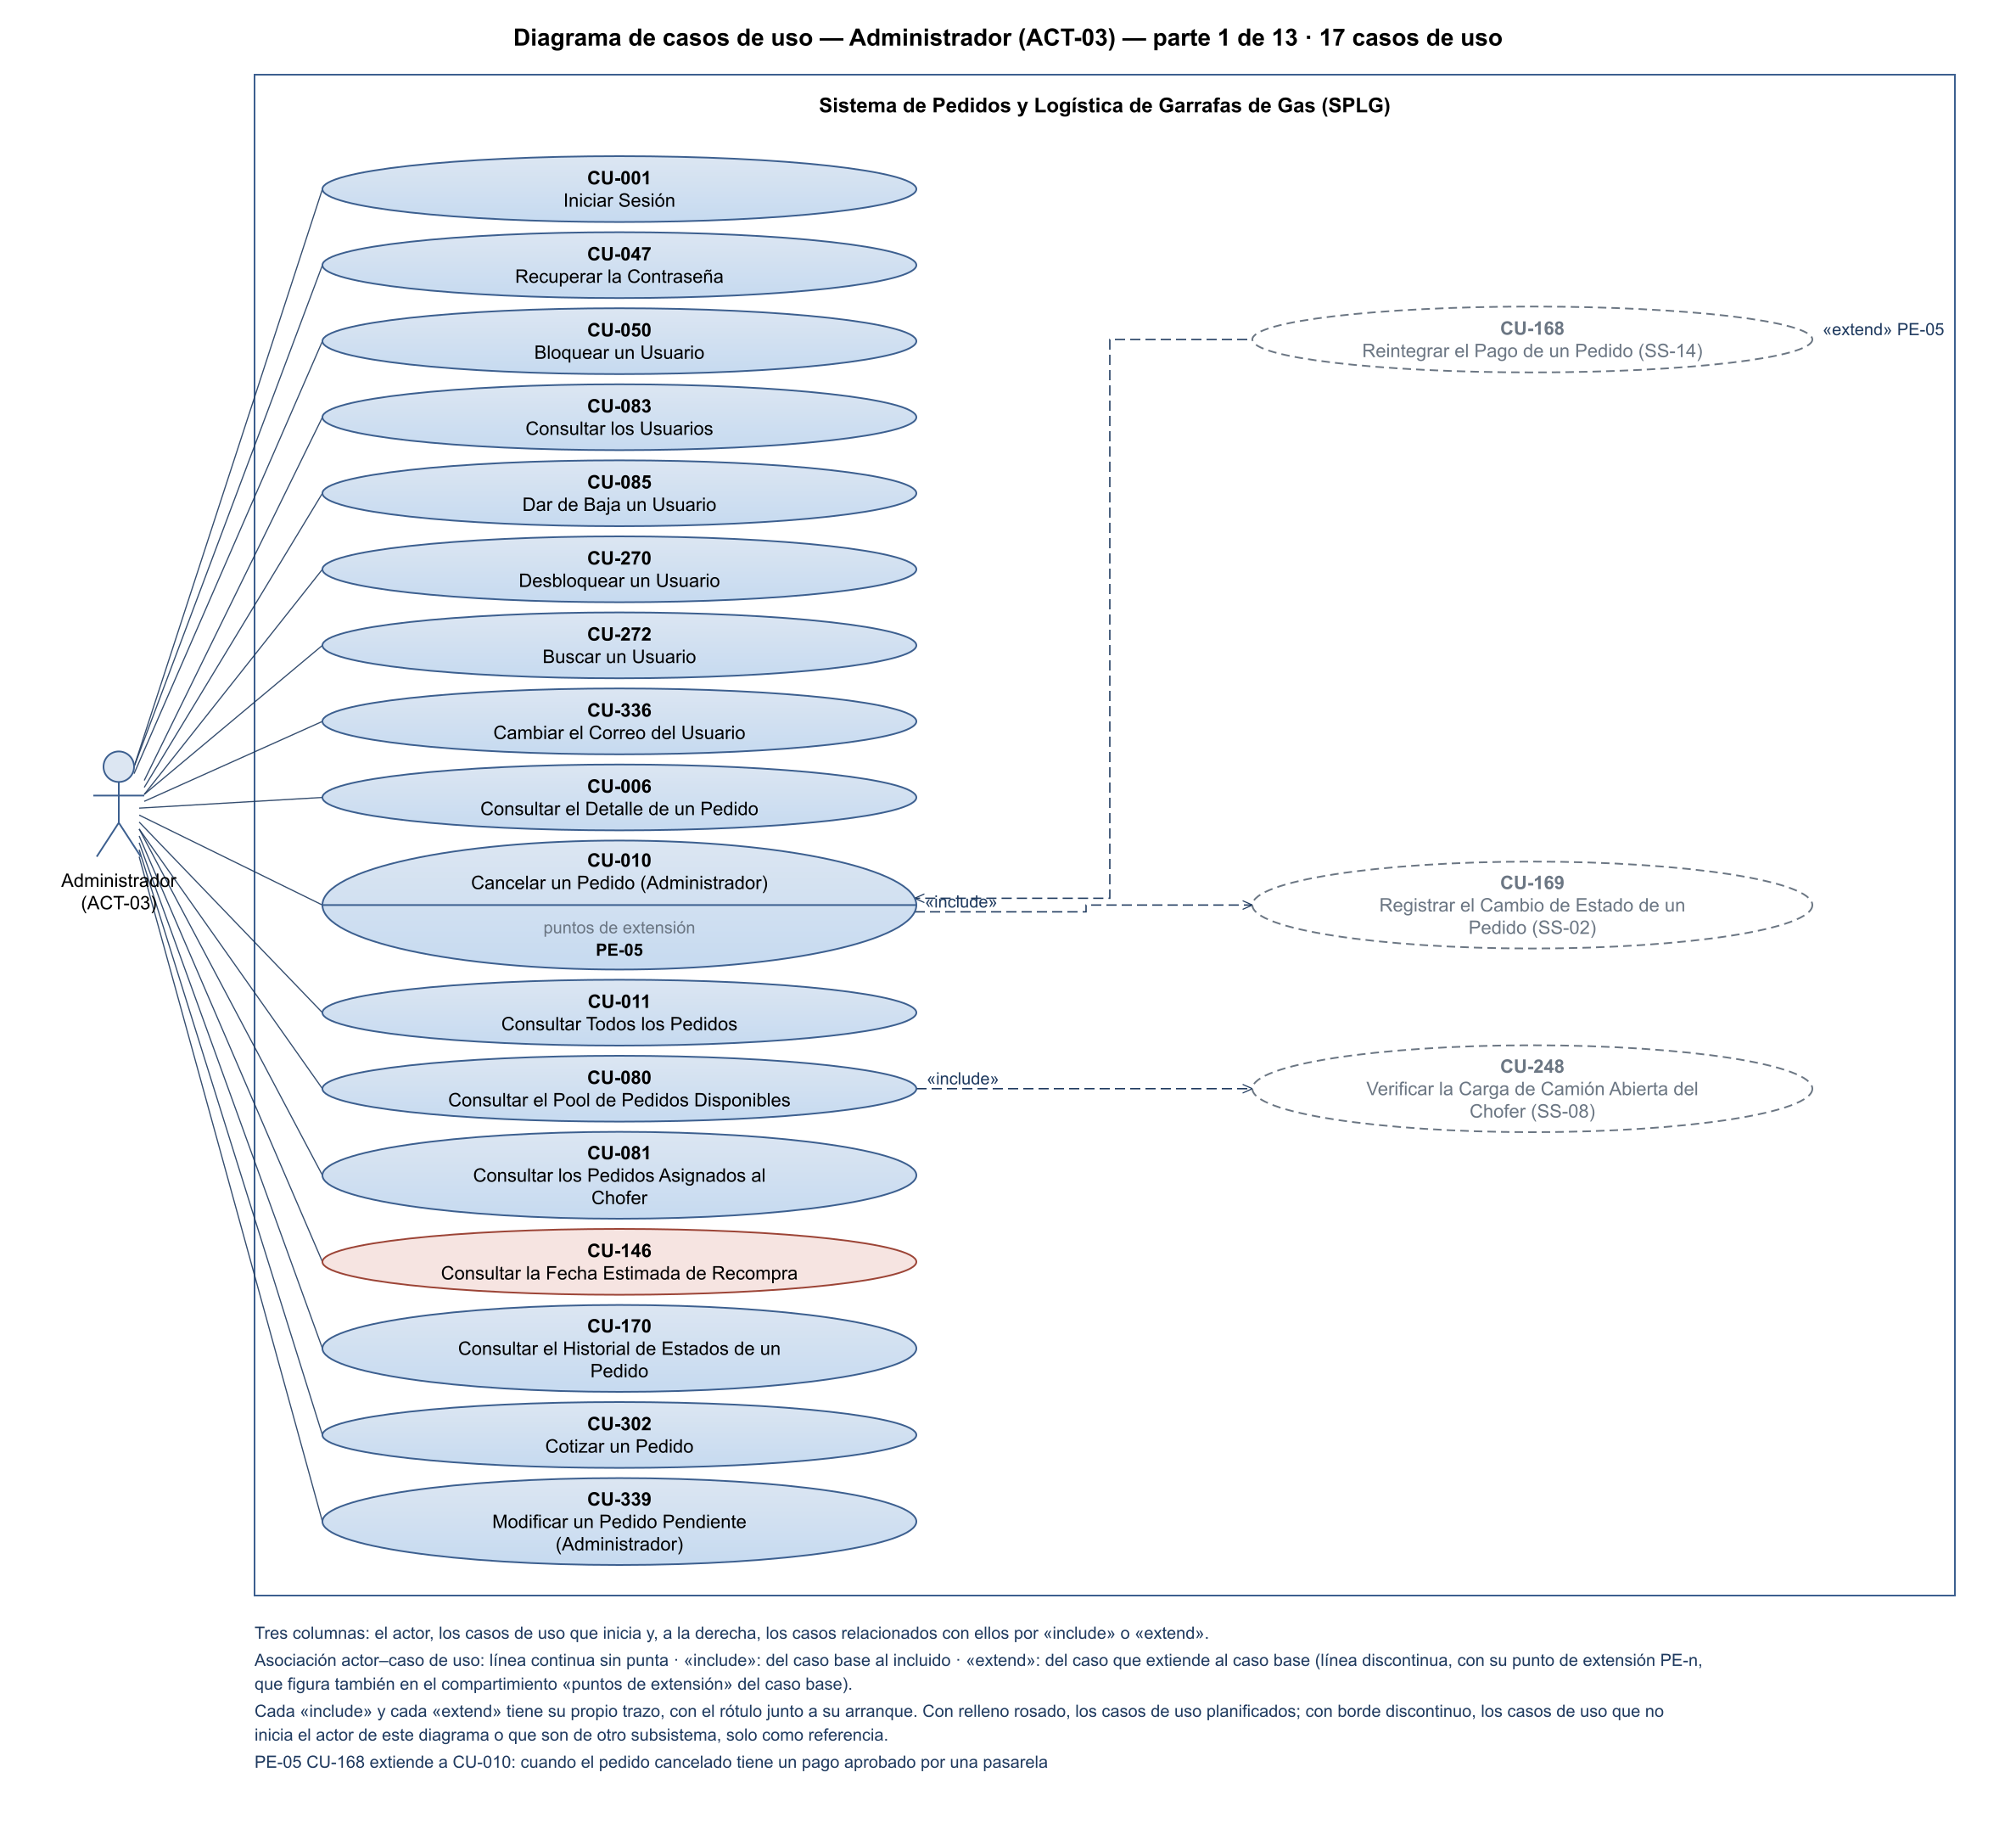 Diagrama de casos de uso — Administrador (ACT-03) — parte 1 de 13 · 17 casos de uso
Sistema de Pedidos y Logística de Garrafas de Gas (SPLG)
CU-001
Iniciar Sesión
CU-047
Recuperar la Contraseña
CU-050
Bloquear un Usuario
CU-168
Reintegrar el Pago de un Pedido (SS-14)
«extend» PE-05
CU-083
Consultar los Usuarios
CU-085
Dar de Baja un Usuario
CU-270
Desbloquear un Usuario
CU-272
Buscar un Usuario
CU-336
Cambiar el Correo del Usuario
CU-006
Consultar el Detalle de un Pedido
Administrador
(ACT-03)
CU-010
Cancelar un Pedido (Administrador)
puntos de extensión
PE-05
«include»
CU-169
Registrar el Cambio de Estado de un
Pedido (SS-02)
CU-011
Consultar Todos los Pedidos
CU-080
Consultar el Pool de Pedidos Disponibles
«include»
CU-248
Verificar la Carga de Camión Abierta del
Chofer (SS-08)
CU-081
Consultar los Pedidos Asignados al
Chofer
CU-146
Consultar la Fecha Estimada de Recompra
CU-170
Consultar el Historial de Estados de un
Pedido
CU-302
Cotizar un Pedido
CU-339
Modificar un Pedido Pendiente
(Administrador)
Tres columnas: el actor, los casos de uso que inicia y, a la derecha, los casos relacionados con ellos por «include» o «extend».
Asociación actor–caso de uso: línea continua sin punta · «include»: del caso base al incluido · «extend»: del caso que extiende al caso base (línea discontinua, con su punto de extensión PE-n,
que figura también en el compartimiento «puntos de extensión» del caso base).
Cada «include» y cada «extend» tiene su propio trazo, con el rótulo junto a su arranque. Con relleno rosado, los casos de uso planificados; con borde discontinuo, los casos de uso que no
inicia el actor de este diagrama o que son de otro subsistema, solo como referencia.
PE-05 CU-168 extiende a CU-010: cuando el pedido cancelado tiene un pago aprobado por una pasarela